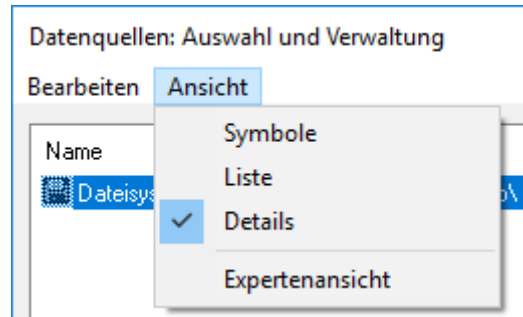 Datenquellen: Auswahl und Verwaltung
Bearbeiten Ansicht
Symbole
Name
Liste
Details
Expertenansicht